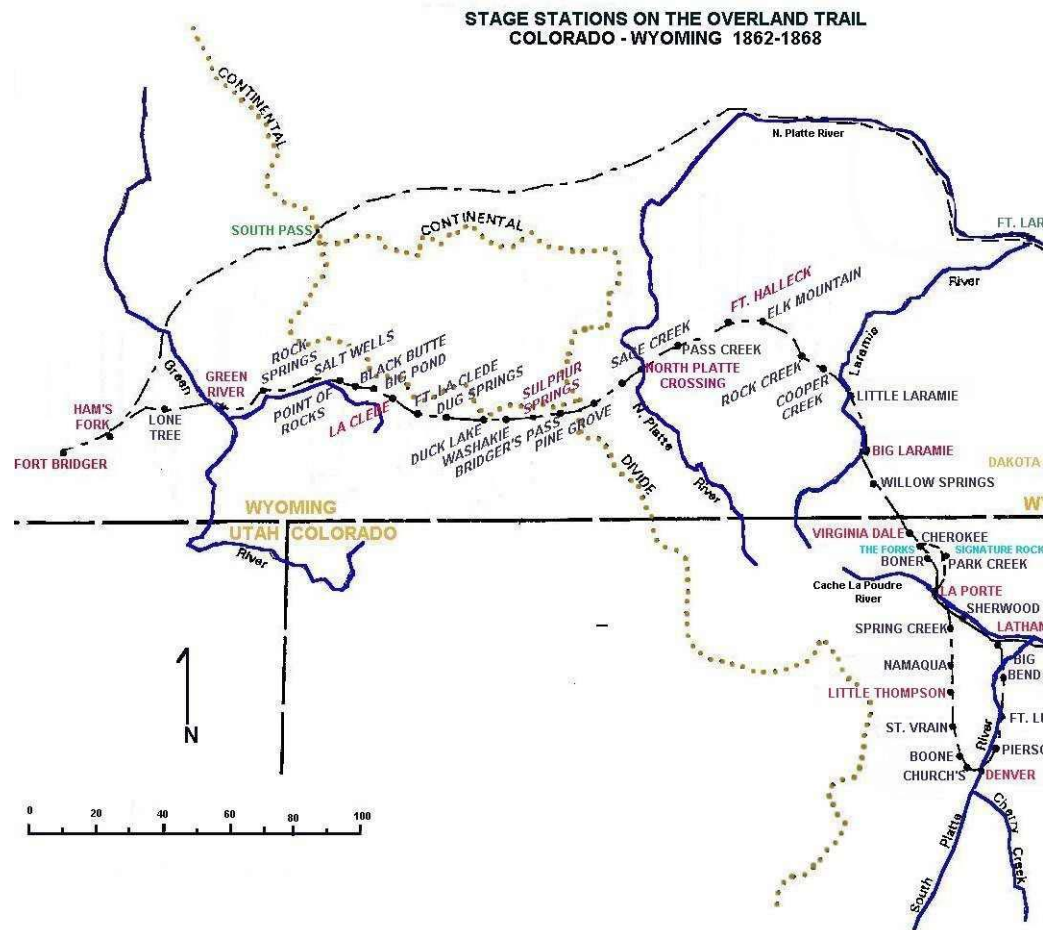 STAGE STATIONS ON THE OVERLAND TRAIL
COLORADO - WYOMING 1862-1868
CONTINENTAL
N. Platte River
SOUTH PASS
CONTINENTAL
FT. LAR
River
FT. HALLECK
ELK MOUNTAIN
Green
ROCK
SPRINGS
SALT WELLS
BLACK BUTTE
BIG POND
FT. LA CLEDE
DUG SPRINGS
SULPHUR
SPRINGS
SAGE CREEK
PASS CREEK
NORTH PLATTE
CROSSING
ROCK CREEK
COOPER
CREEK
Laramie
LITTLE LARAMIE
GREEN
RIVER
HAM'S
FORK
LONE
TREE
POINT OF
ROCKS
LA CLEDE
DUCK LAKE
WASHAKIE
BRIDGER'S PASS
PINE GROVE
N. Platte
River
FORT BRIDGER
BIG LARAMIE
DAKOTA
WILLOW SPRINGS
DIVIDE
WYOMING
WY
UTAH COLORADO
River
VIRGINIA DALE
CHEROKEE
THE FORKS
SIGNATURE ROCK
BONER
PARK CREEK
Cache La Poudre
River
LA PORTE
SHERWOOD
SPRING CREEK
LATHAN
BIG
BEND
NAMAQUA
LITTLE THOMPSON
ST. VRAIN
FT. LU
River
BOONE
PIERSO
CHURCH'S
DENVER
N
0 20 40 60 80 100
Platte
South
Cherry
Creek